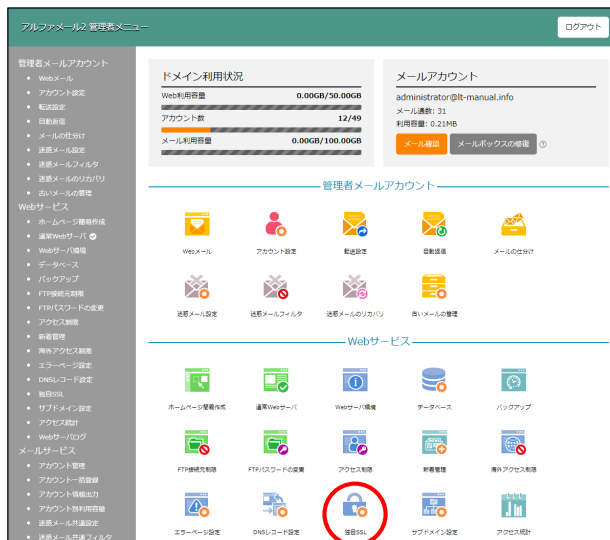 アルファメール2 管理者メニュー
ログアウト
管理者メールアカウント
Webメール
アカウント設定
転送設定
自動返信
メールの仕分け
迷惑メール設定
迷惑メールフィルタ
迷惑メールのリカバリ
古いメールの管理
Webサービス
ホームページ簡易作成
通常Webサーバ
Webサーバ環境
データベース
バックアップ
FTP接続元制限
FTPパスワードの変更
アクセス制限
新着管理
海外アクセス制限
エラーページ設定
DNSレコード設定
独自SSL
サブドメイン設定
アクセス統計
Webサーバログ
メールサービス
アカウント管理
アカウント一括登録
アカウント情報出力
アカウント別利用容量
迷惑メール共通設定
迷惑メール共通フィルタ
ドメイン利用状況
Web利用容量 0.00GB/50.00GB
アカウント数 12/49
メール利用容量 0.00GB/100.00GB
メールアカウント
administrator@lt-manual.info
メール通数: 31
利用容量: 0.21MB
メール確認 メールボックスの修復
管理者メールアカウント
Webメール アカウント設定 転送設定 自動返信 メールの仕分け
迷惑メール設定 迷惑メールフィルタ 迷惑メールのリカバリ 古いメールの管理
Webサービス
ホームページ簡易作成 通常Webサーバ Webサーバ環境 データベース バックアップ
FTP接続元制限 FTPパスワードの変更 アクセス制限 新着管理 海外アクセス制限
エラーページ設定 DNSレコード設定 独自SSL サブドメイン設定 アクセス統計